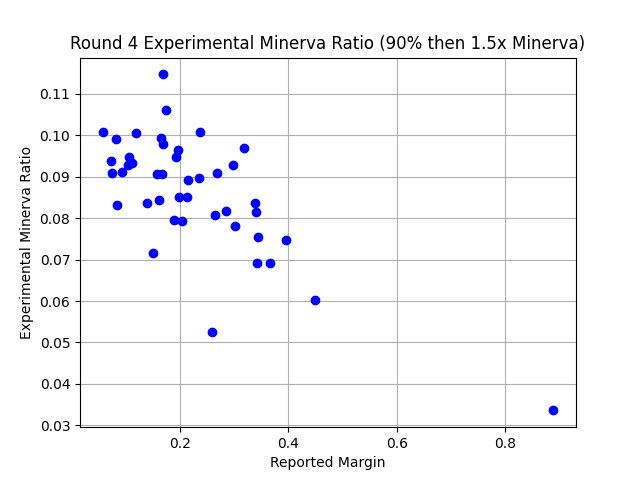 Round 4 Experimental Minerva Ratio (90% then 1.5x Minerva)
Experimental Minerva Ratio
0.11
0.10
0.09
0.08
0.07
0.06
0.05
0.04
0.03
0.2 0.4 0.6 0.8
Reported Margin